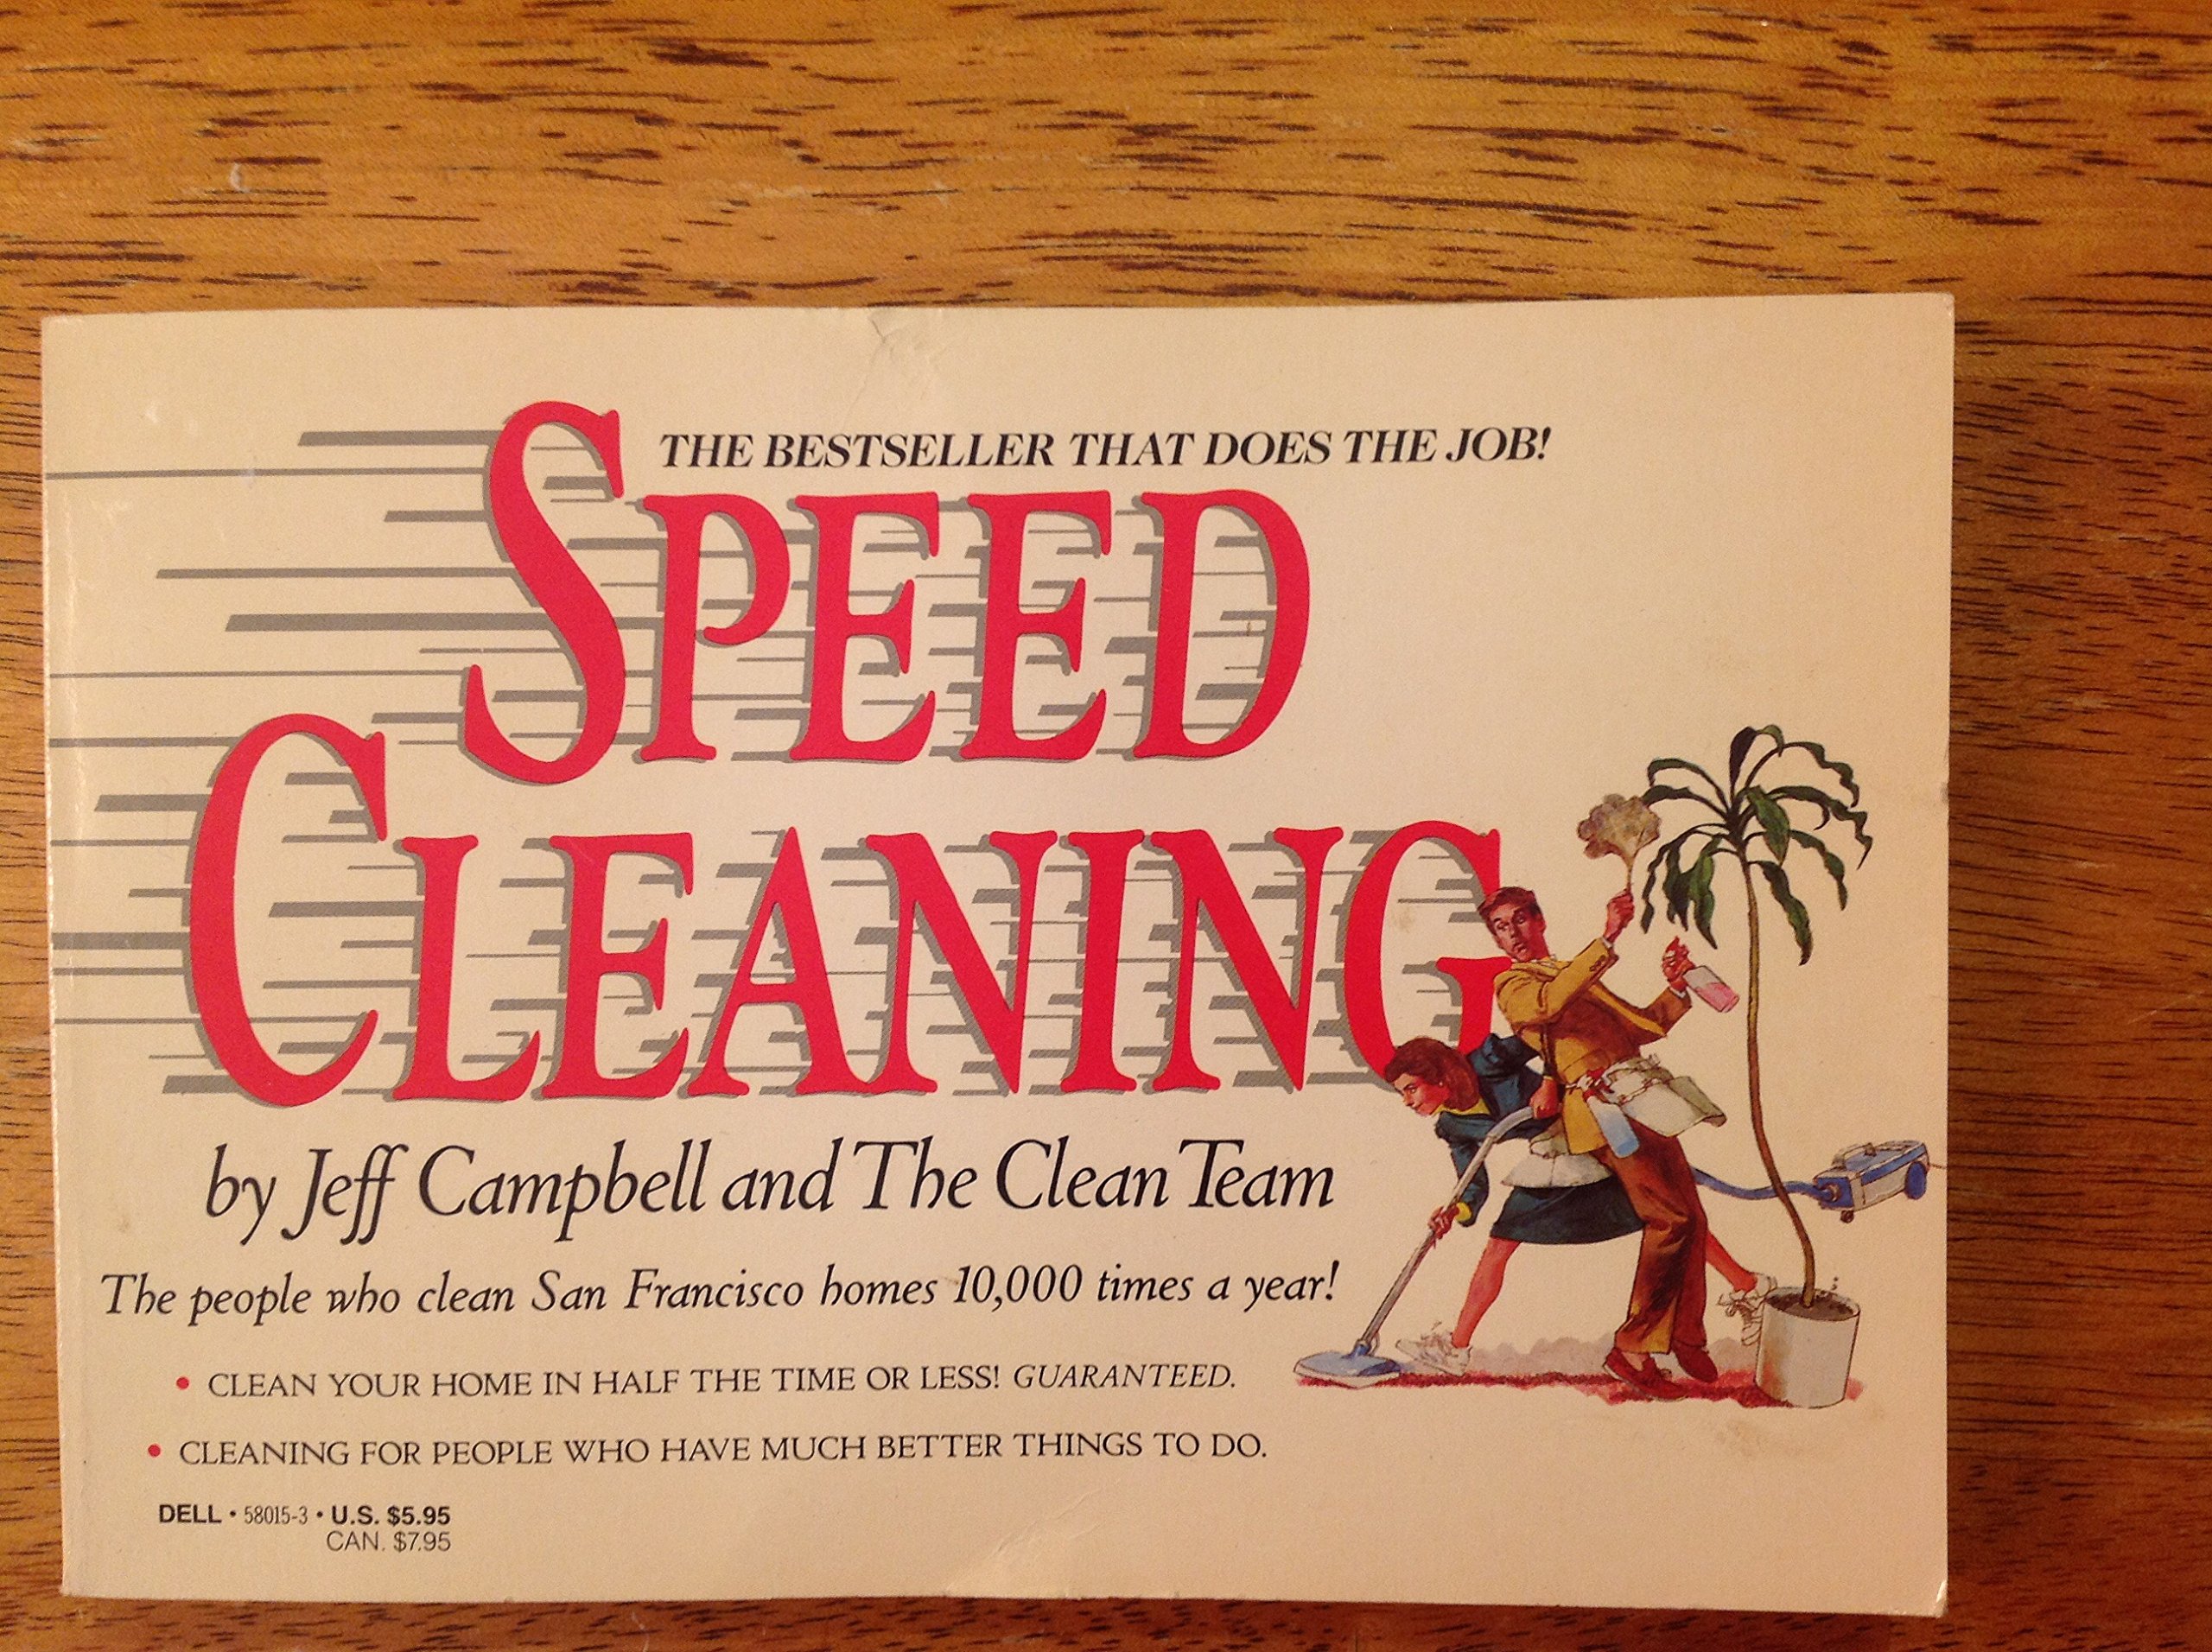 THE BESTSELLER THAT DOES THE JOB!
SPEED
CLEANING
by Jeff Campbell and The Clean Team
The people who clean San Francisco homes 10,000 times a year!
• CLEAN YOUR HOME IN HALF THE TIME OR LESS! GUARANTEED.
• CLEANING FOR PEOPLE WHO HAVE MUCH BETTER THINGS TO DO.
DELL • 58015-3 • U.S. $5.95
CAN. $7.95